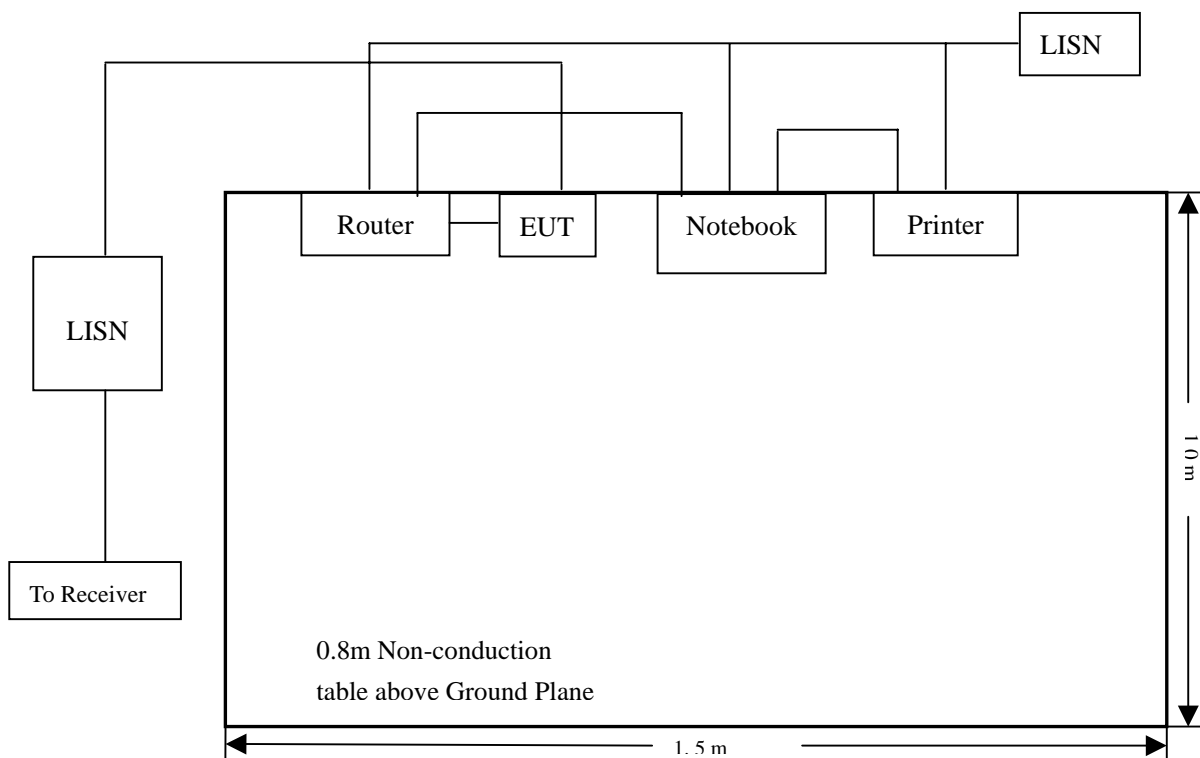 LISN
Router
EUT
Notebook
Printer
LISN
1.0 m
To Receiver
0.8m Non-conduction
table above Ground Plane
1. 5 m